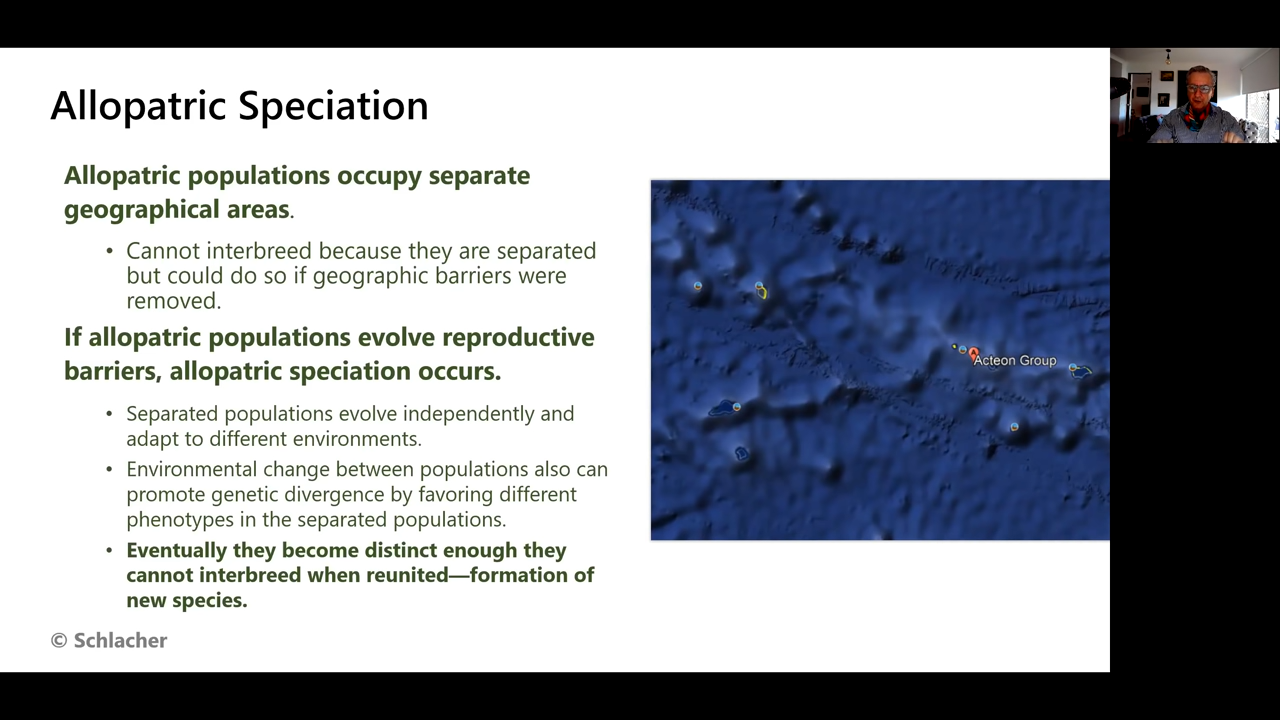 Allopatric Speciation
Allopatric populations occupy separate
geographical areas.
• Cannot interbreed because they are separated
but could do so if geographic barriers were
removed.
If allopatric populations evolve reproductive
barriers, allopatric speciation occurs.
• Separated populations evolve independently and
adapt to different environments.
• Environmental change between populations also can
promote genetic divergence by favoring different
phenotypes in the separated populations.
• Eventually they become distinct enough they
cannot interbreed when reunited—formation of
new species.
© Schlacher
A
Acteon Group